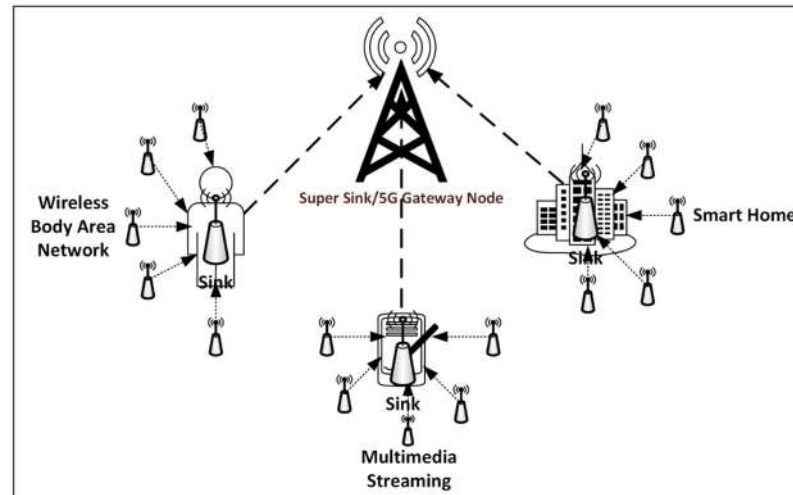 Super Sink/5G Gateway Node
Wireless
Body Area
Network
Sink
Smart Home
Sink
Sink
Multimedia
Streaming